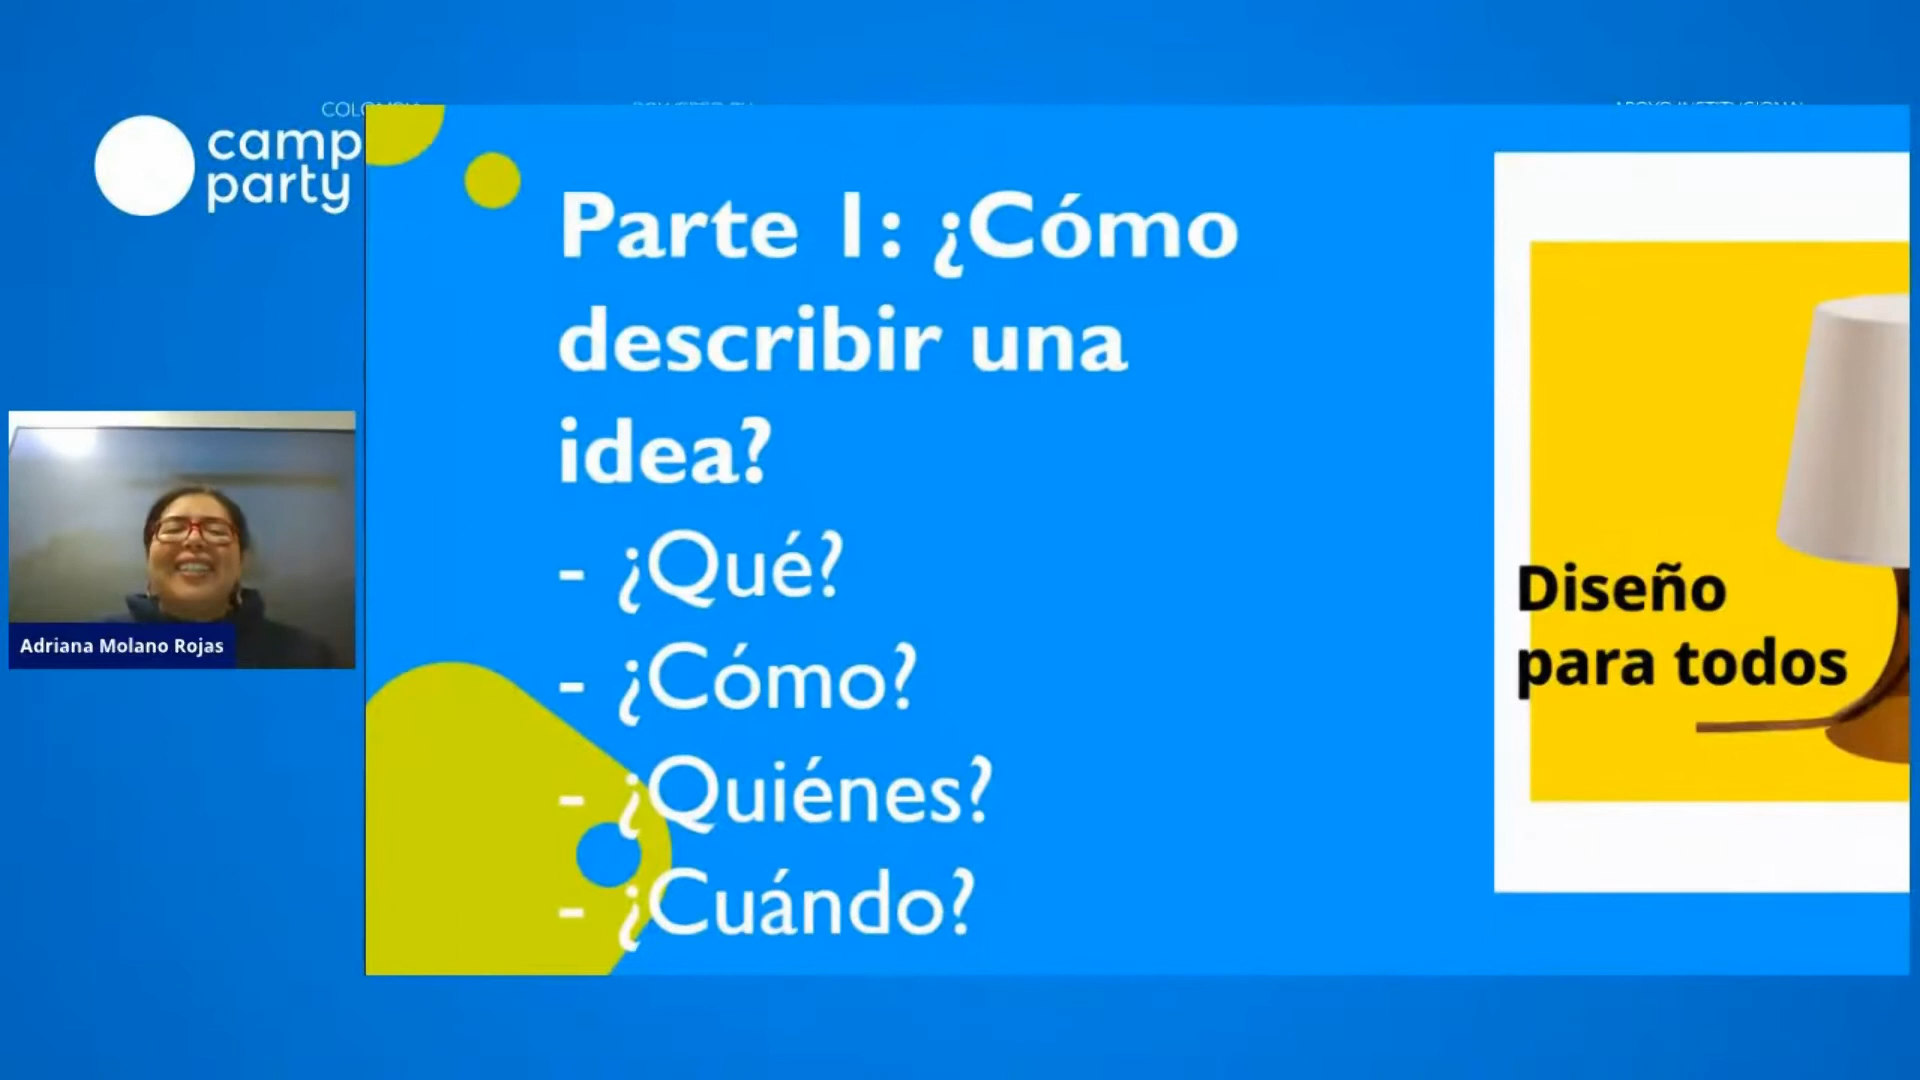 camp
party
Parte 1: ¿Cómo
describir una
idea?
- ¿Qué?
- ¿Cómo?
- ¿Quiénes?
- ¿Cuándo?
Diseño
para todos
Adriana Molano Rojas